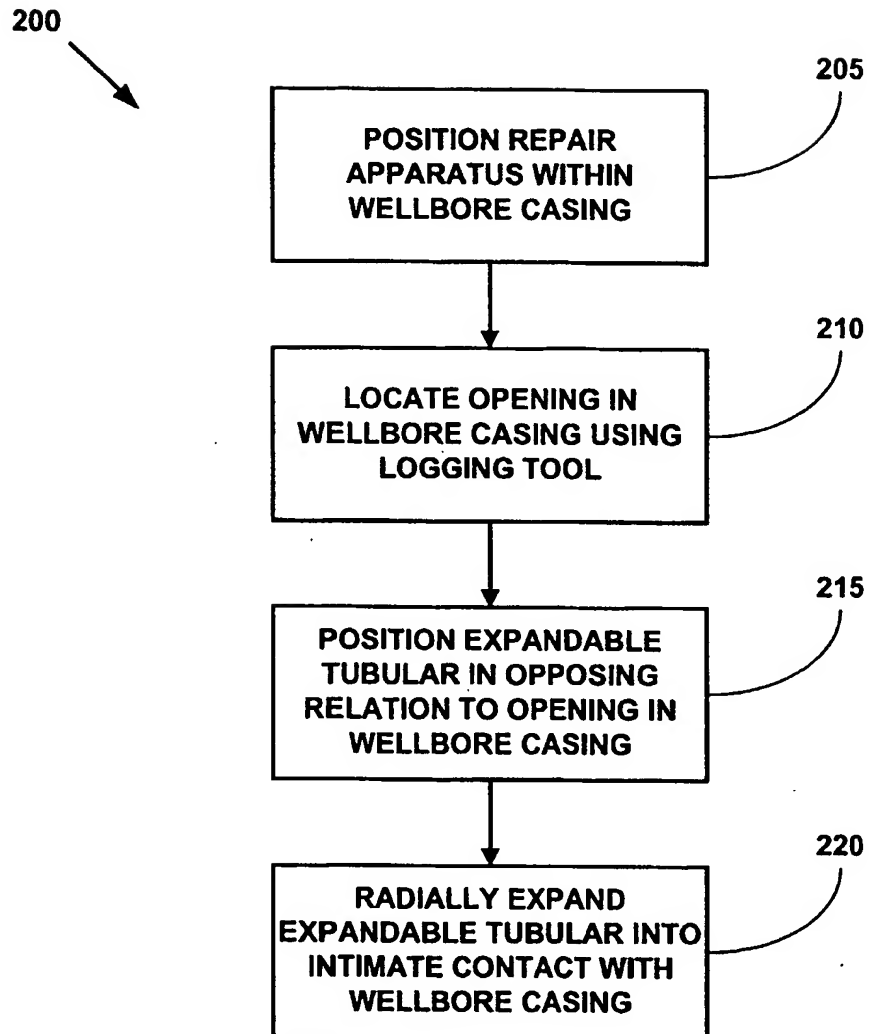 200
205
POSITION REPAIR
APPARATUS WITHIN
WELLBORE CASING
210
LOCATE OPENING IN
WELLBORE CASING USING
LOGGING TOOL
215
POSITION EXPANDABLE
TUBULAR IN OPPOSING
RELATION TO OPENING IN
WELLBORE CASING
220
RADIALLY EXPAND
EXPANDABLE TUBULAR INTO
INTIMATE CONTACT WITH
WELLBORE CASING